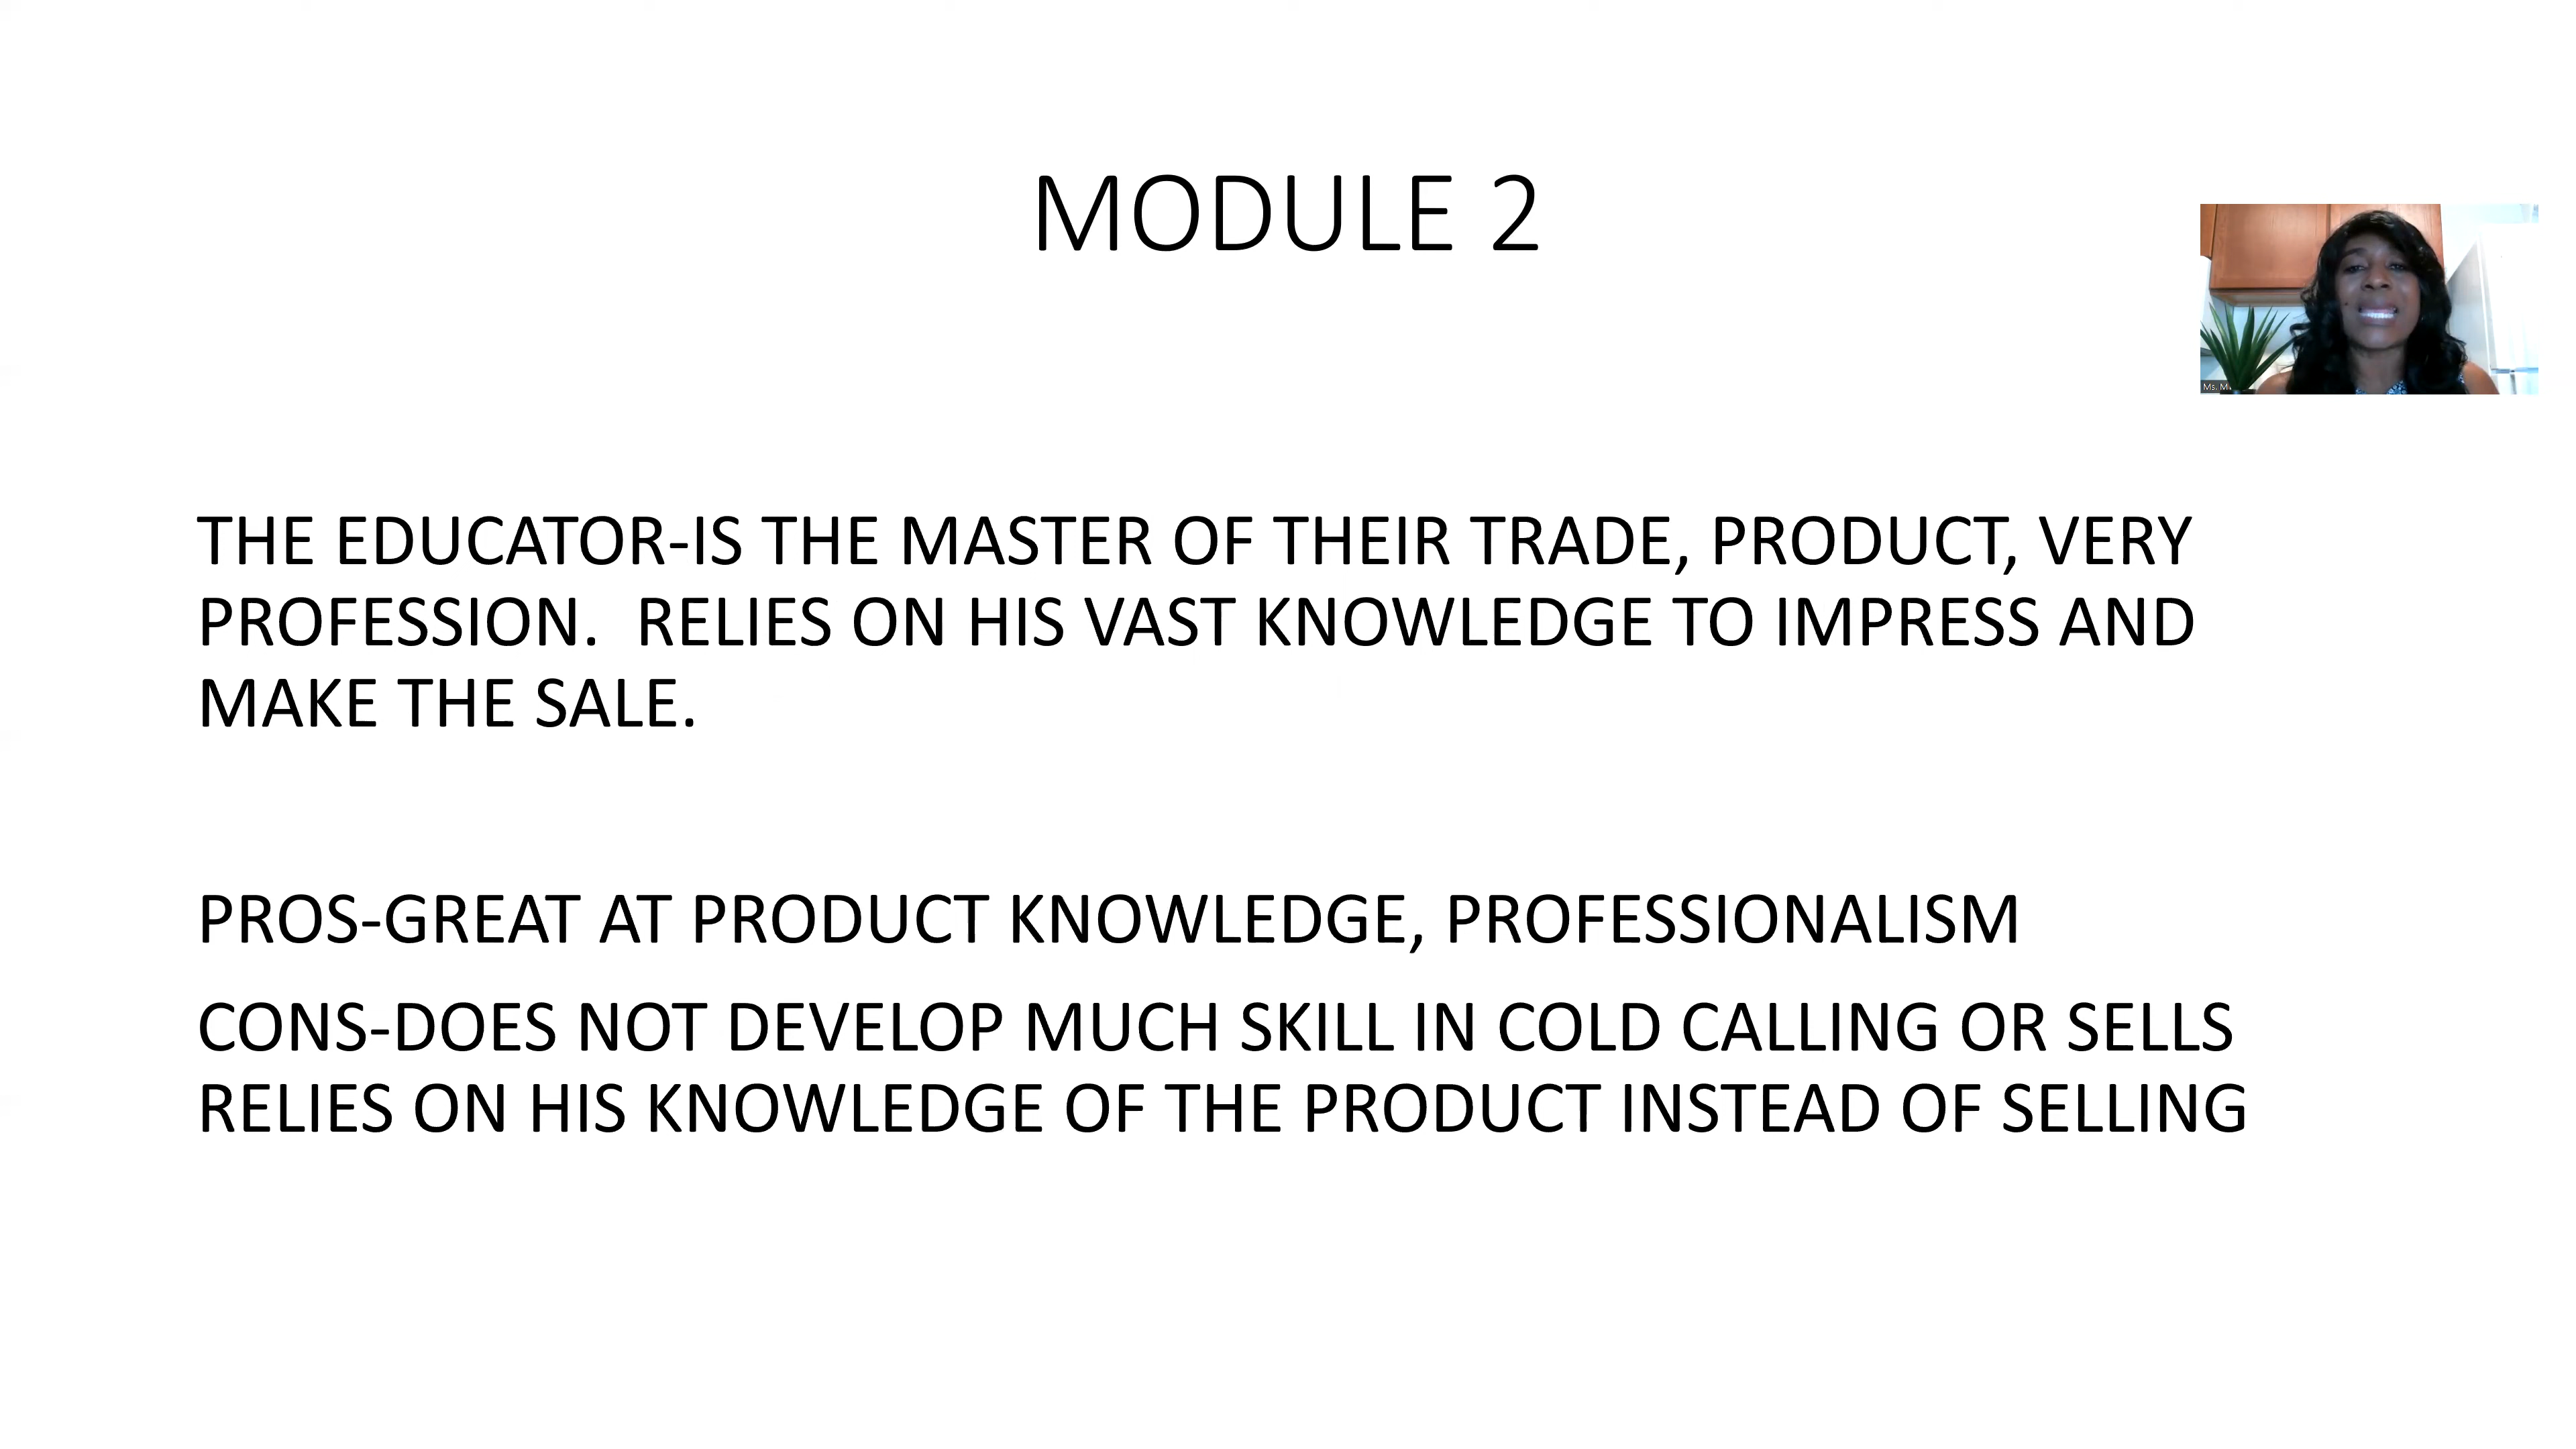 MODULE 2
Ms. M
THE EDUCATOR-IS THE MASTER OF THEIR TRADE, PRODUCT, VERY
PROFESSION.  RELIES ON HIS VAST KNOWLEDGE TO IMPRESS AND
MAKE THE SALE.
PROS-GREAT AT PRODUCT KNOWLEDGE, PROFESSIONALISM
CONS-DOES NOT DEVELOP MUCH SKILL IN COLD CALLING OR SELLS
RELIES ON HIS KNOWLEDGE OF THE PRODUCT INSTEAD OF SELLING